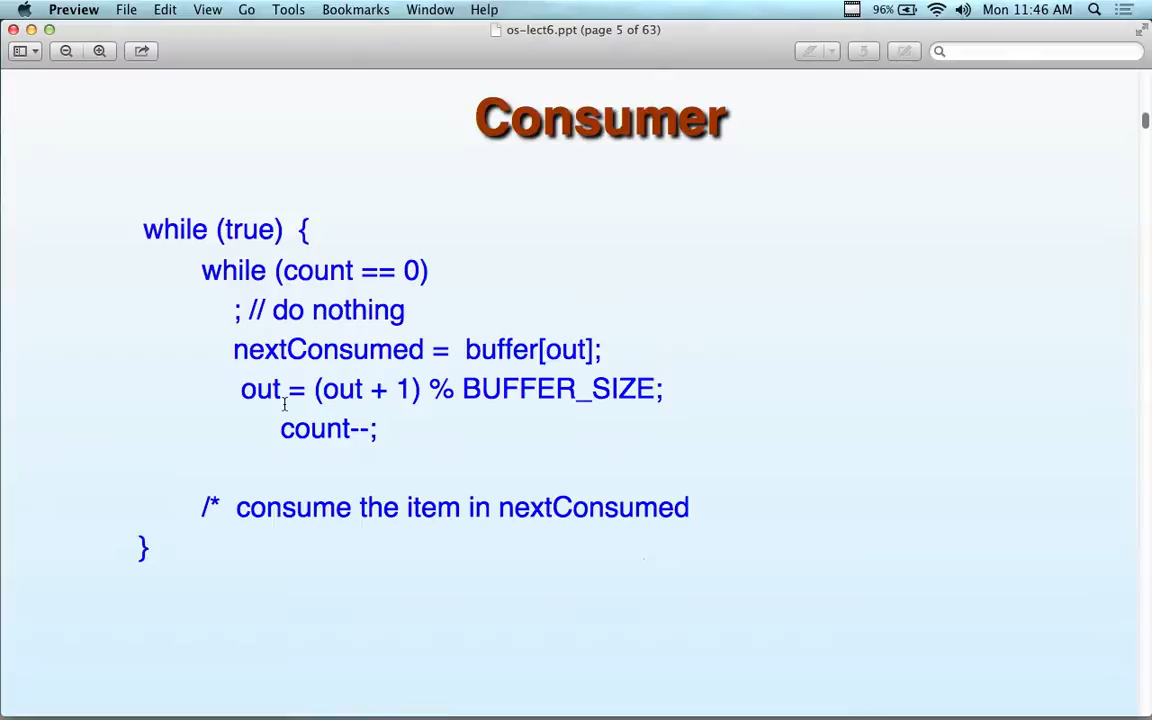 Preview File Edit View Go Tools Bookmarks Window Help 96% Mon 11:46 AM
os-lect6.ppt (page 5 of 63)
Consumer
while (true) {
while (count == 0)
; // do nothing
nextConsumed = buffer[out];
out = (out + 1) % BUFFER_SIZE;
count--;
/* consume the item in nextConsumed
}